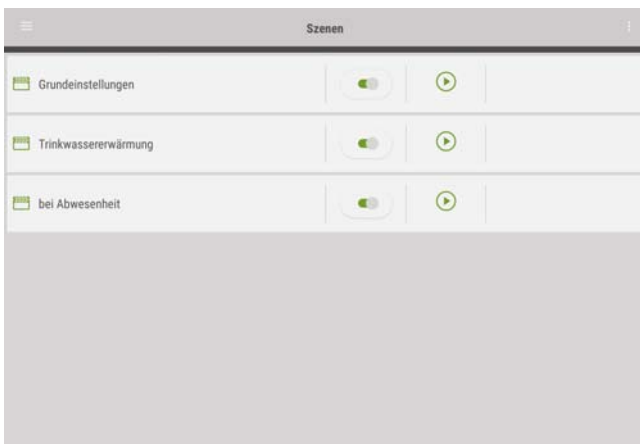 Szenen
Grundeinstellungen
Trinkwassererwärmung
bei Abwesenheit